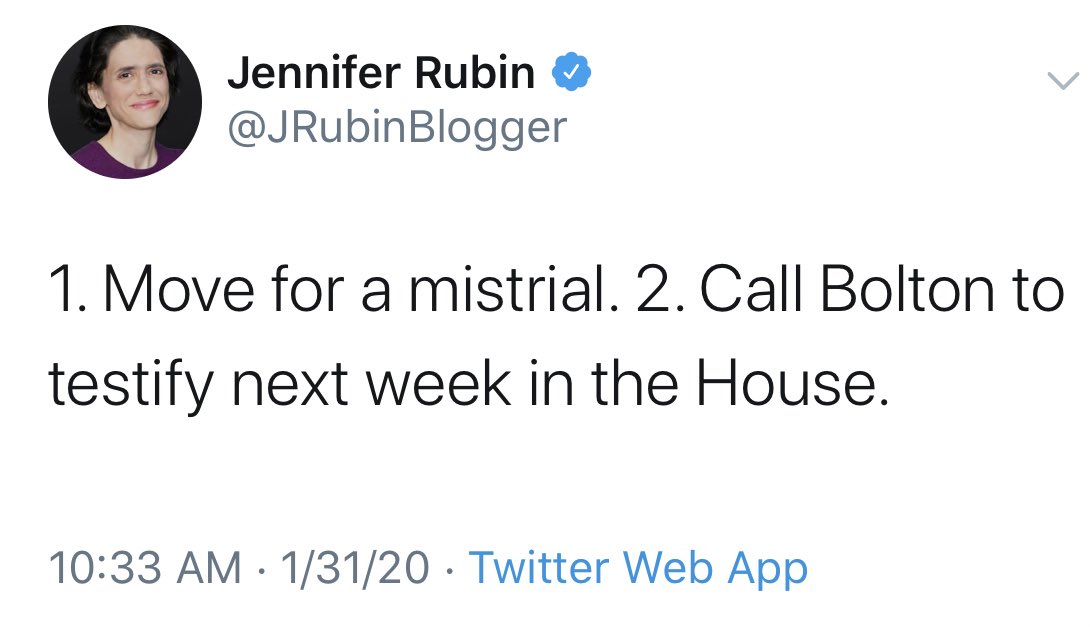 Jennifer Rubin
@JRubinBlogger
1. Move for a mistrial. 2. Call Bolton to
testify next week in the House.
10:33 AM · 1/31/20 · Twitter Web App